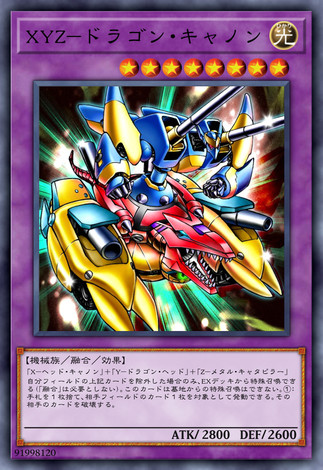 XYZ－ドラゴン・キャノン
光
【機械族／融合／効果】
「X－ヘッド・キャノン」＋「Y－ドラゴン・ヘッド」＋「Z－メタル・キャタピラー」
自分フィールドの上記カードを除外した場合のみ、EXデッキから特殊召喚できる
（「融合」は必要としない）。このカードは墓地からの特殊召喚はできない。①：
手札を１枚捨て、相手フィールドのカード１枚を対象として発動できる。その
相手のカードを破壊する。
ATK/ 2800 DEF/2600
91998120